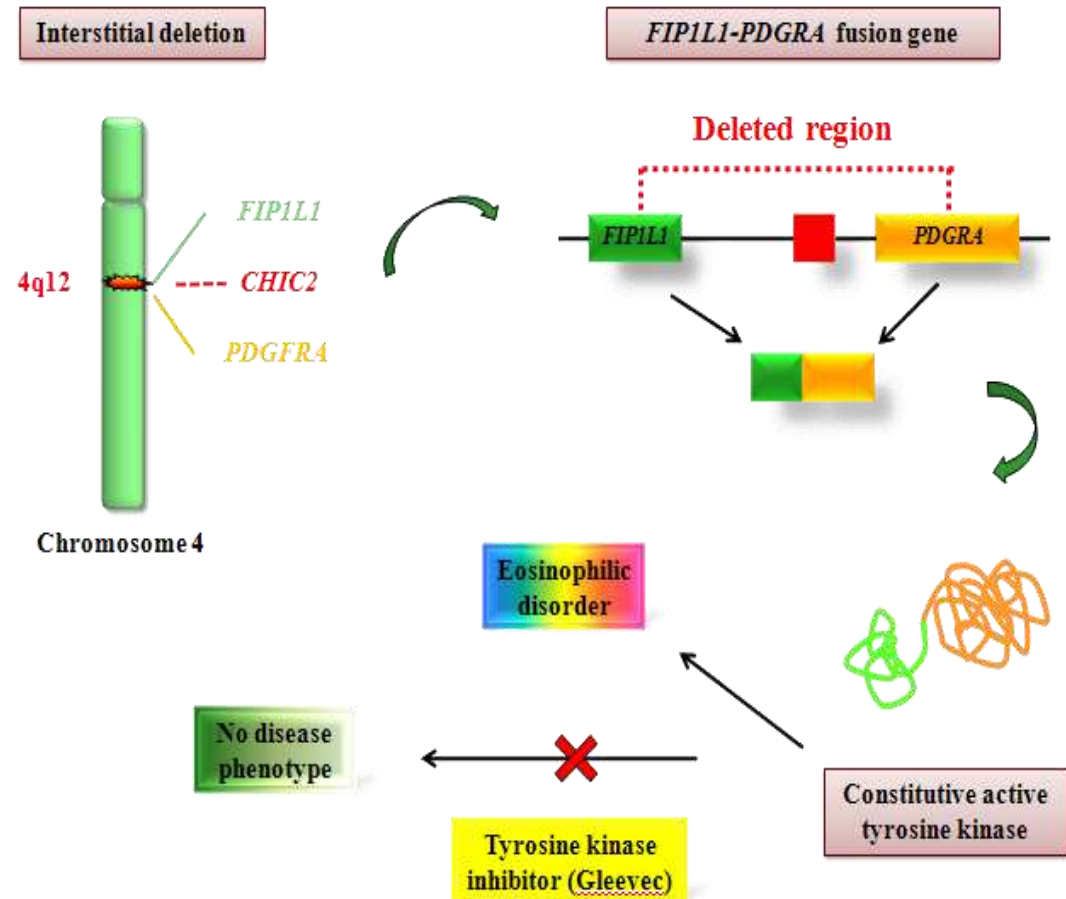 Interstitial deletion
FIP1L1-PDGRA fusion gene
Deleted region
FIP1L1
4q12
CHIC2
PDGFRA
FIP1L1
PDGRA
Chromosome 4
Eosinophilic
disorder
No disease
phenotype
Constitutive active
tyrosine kinase
Tyrosine kinase
inhibitor (Gleevec)